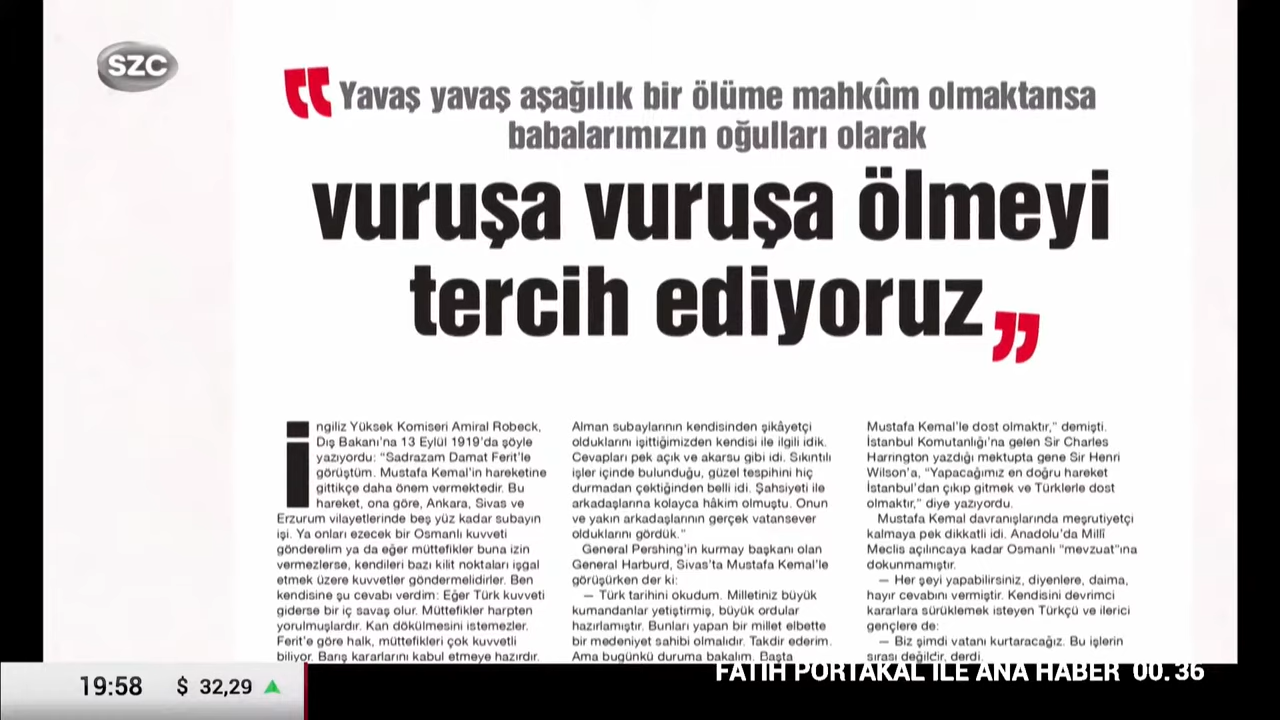 SZC
Yavaş yavaş aşağılık bir ölüme mahkûm olmaktansa
babalarımızın oğulları olarak
vuruşa vuruşa ölmeyi
tercih ediyoruz
ingiliz Yüksek Komiseri Amiral Robeck,
Dış Bakanı'na 13 Eylül 1919'da şöyle
yazıyordu: "Sadrazam Damat Ferit'le
görüştüm. Mustafa Kemal'in hareketine
gittikçe daha önem vermektedir. Bu
hareket, ona göre, Ankara, Sivas ve
Erzurum vilayetlerinde beş yüz kadar subayın
işi. Ya onları ezecek bir Osmanlı kuvveti
gönderelim ya da eğer müttefikler buna izin
vermezlerse, kendileri bazı kilit noktaları işgal
etmek üzere kuvvetler göndermelidirler. Ben
kendisine şu cevabı verdim: Eğer Türk kuvveti
giderse bir iç savaş olur. Müttefikler harpten
yorulmuşlardır. Kan dökülmesini istemezler.
Ferit'e göre halk, müttefikleri çok kuvvetli
biliyor. Barış kararlarını kabul etmeye hazırdır.
Alman subaylarının kendisinden şikâyetçi
olduklarını işittiğimizden kendisi ile ilgili idik.
Cevapları pek açık ve akarsu gibi idi. Sıkıntılı
işler içinde bulunduğu, güzel tespihini hiç
durmadan çektiğinden belli idi. Şahsiyeti ile
arkadaşlarına kolayca hâkim olmuştu. Onun
ve yakın arkadaşlarının gerçek vatansever
olduklarını gördük."
General Pershing'in kurmay başkanı olan
General Harburd, Sivas'ta Mustafa Kemal'le
görüşürken der ki:
— Türk tarihini okudum. Milletiniz büyük
kumandanlar yetiştirmiş, büyük ordular
hazırlamıştır. Bunları yapan bir millet elbette
bir medeniyet sahibi olmalıdır. Takdir ederim.
Ama bugünkü duruma bakalım. Başta
Mustafa Kemal'le dost olmaktır," demişti.
İstanbul Komutanlığı'na gelen Sir Charles
Harrington yazdığı mektupta gene Sir Henri
Wilson'a, "Yapacağımız en doğru hareket
İstanbul'dan çıkıp gitmek ve Türklerle dost
olmaktır," diye yazıyordu.
Mustafa Kemal davranışlarında meşrutiyetçi
kalmaya pek dikkatli idi. Anadolu'da Millî
Meclis açılıncaya kadar Osmanlı "mevzuat"ına
dokunmamıştır.
— Her şeyi yapabilirsiniz, diyenlere, daima,
hayır cevabını vermiştir. Kendisini devrimci
kararlara sürüklemek isteyen Türkçü ve ilerici
gençlere de:
— Biz şimdi vatanı kurtaracağız. Bu işlerin
sırası değildir, derdi.
19:58 $ 32,29
FATİH PORTAKAL İLE ANA HABER 00.36